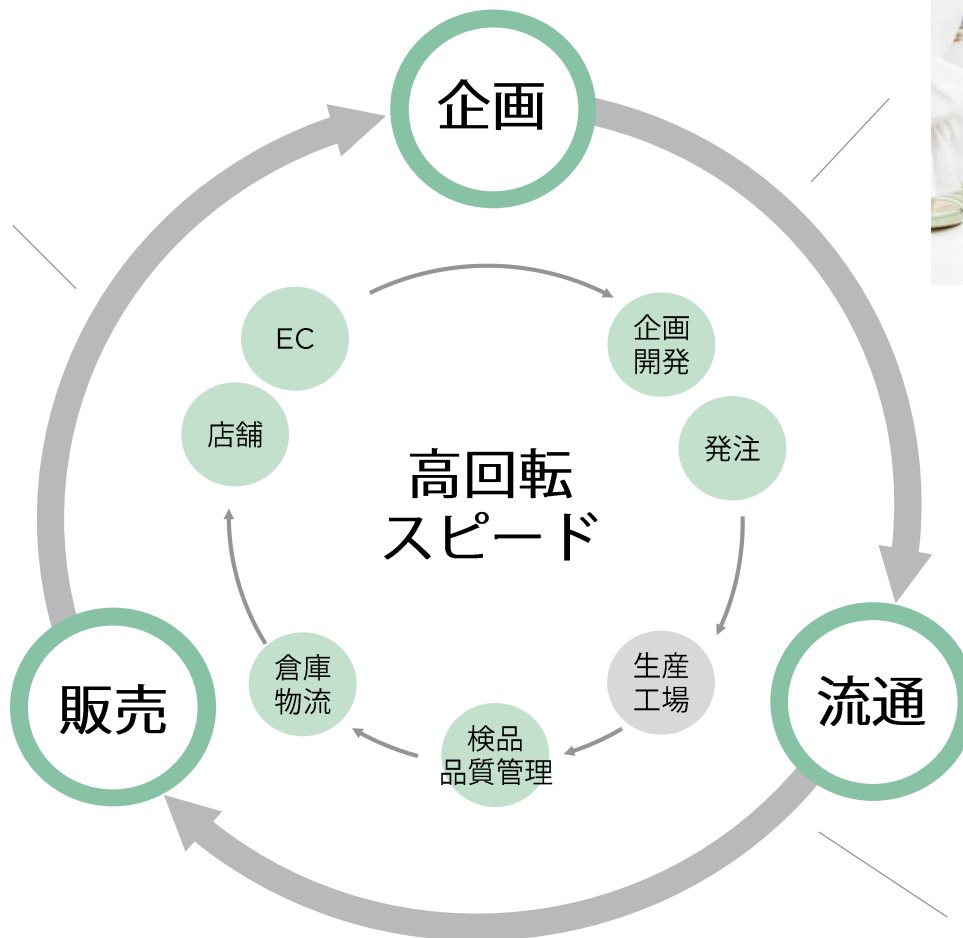 企画
EC
店舗
企画
開発
発注
高回転
スピード
生産
工場
検品
品質管理
倉庫
物流
販売
流通